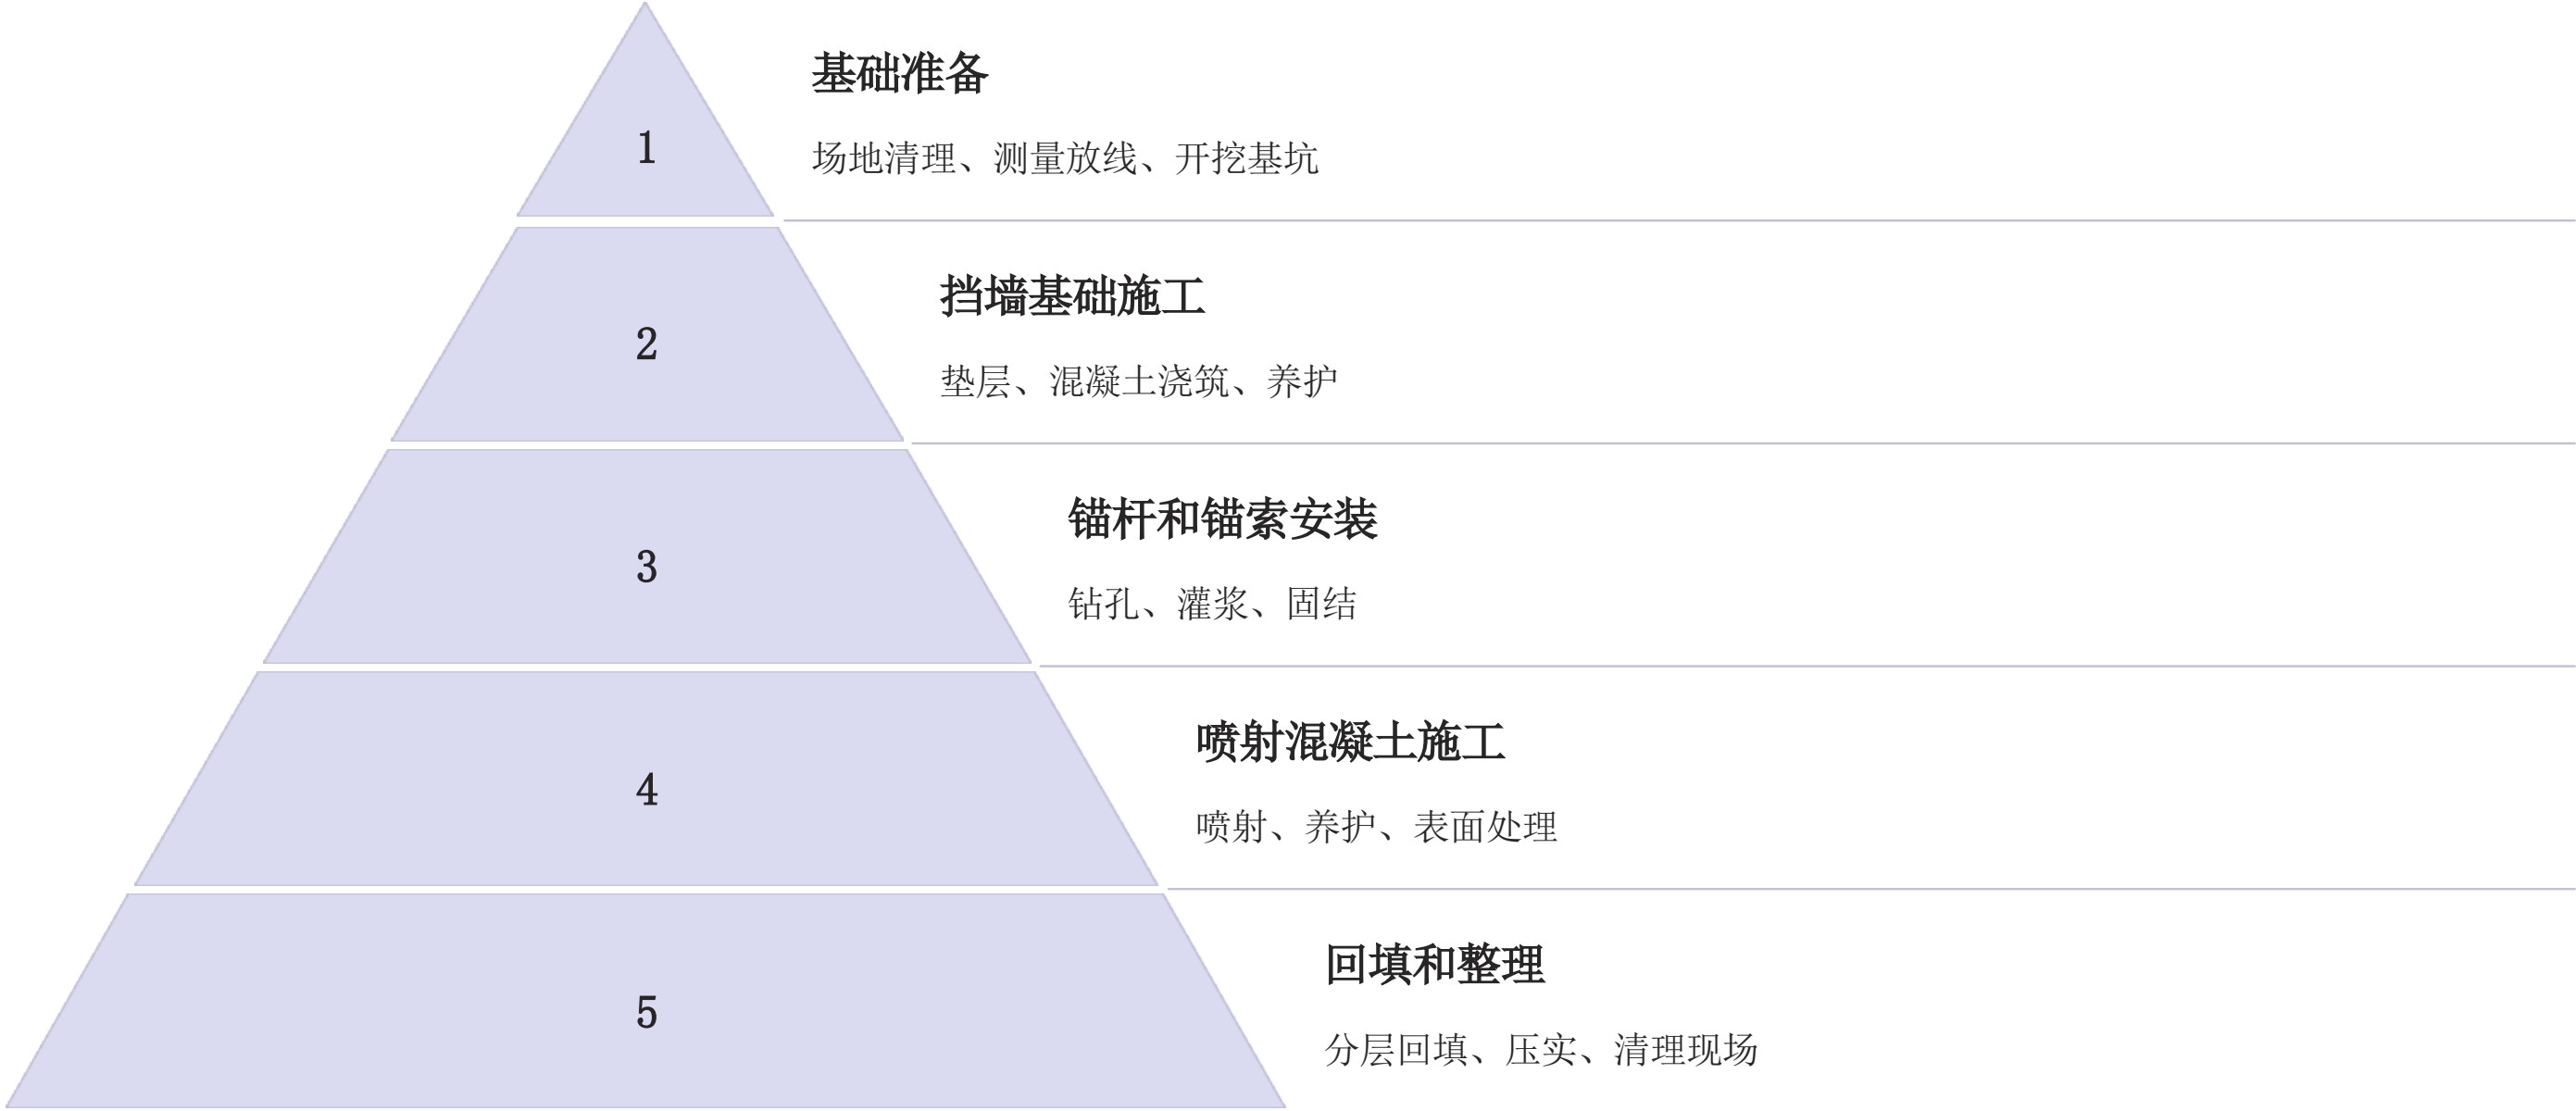 基础准备
1
场地清理、测量放线、开挖基坑
挡墙基础施工
2
垫层、混凝土浇筑、养护
锚杆和锚索安装
3
钻孔、灌浆、固结
喷射混凝土施工
4
喷射、养护、表面处理
回填和整理
5
分层回填、压实、清理现场